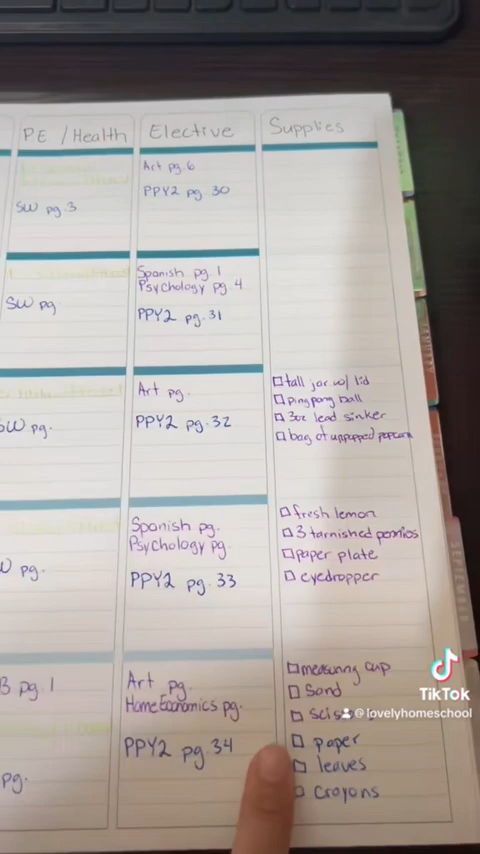 P.E / Health
Elective
Supplies
Art pg. 6
PPY2 pg. 30
SW pg. 3
Spanish pg. 1
Psychology pg. 4
SW pg
PPY2 pg. 31
Art pg.
PPY2 pg. 32
SW pg.
tall jar w/ lid
ping pong ball
3oz lead sinker
bag of unpopped popcorn
Spanish pg.
Psychology pg.
PPY2 pg. 33
pg.
fresh lemon
3 tarnished pennies
paper plate
eyedropper
pg. 1
Art pg.
Home Economics pg.
PPY2 pg. 34
pg.
measuring cup
Sand
paper
leaves
crayons
SEPTEMBER
TikTok
@lovelyhomeschool